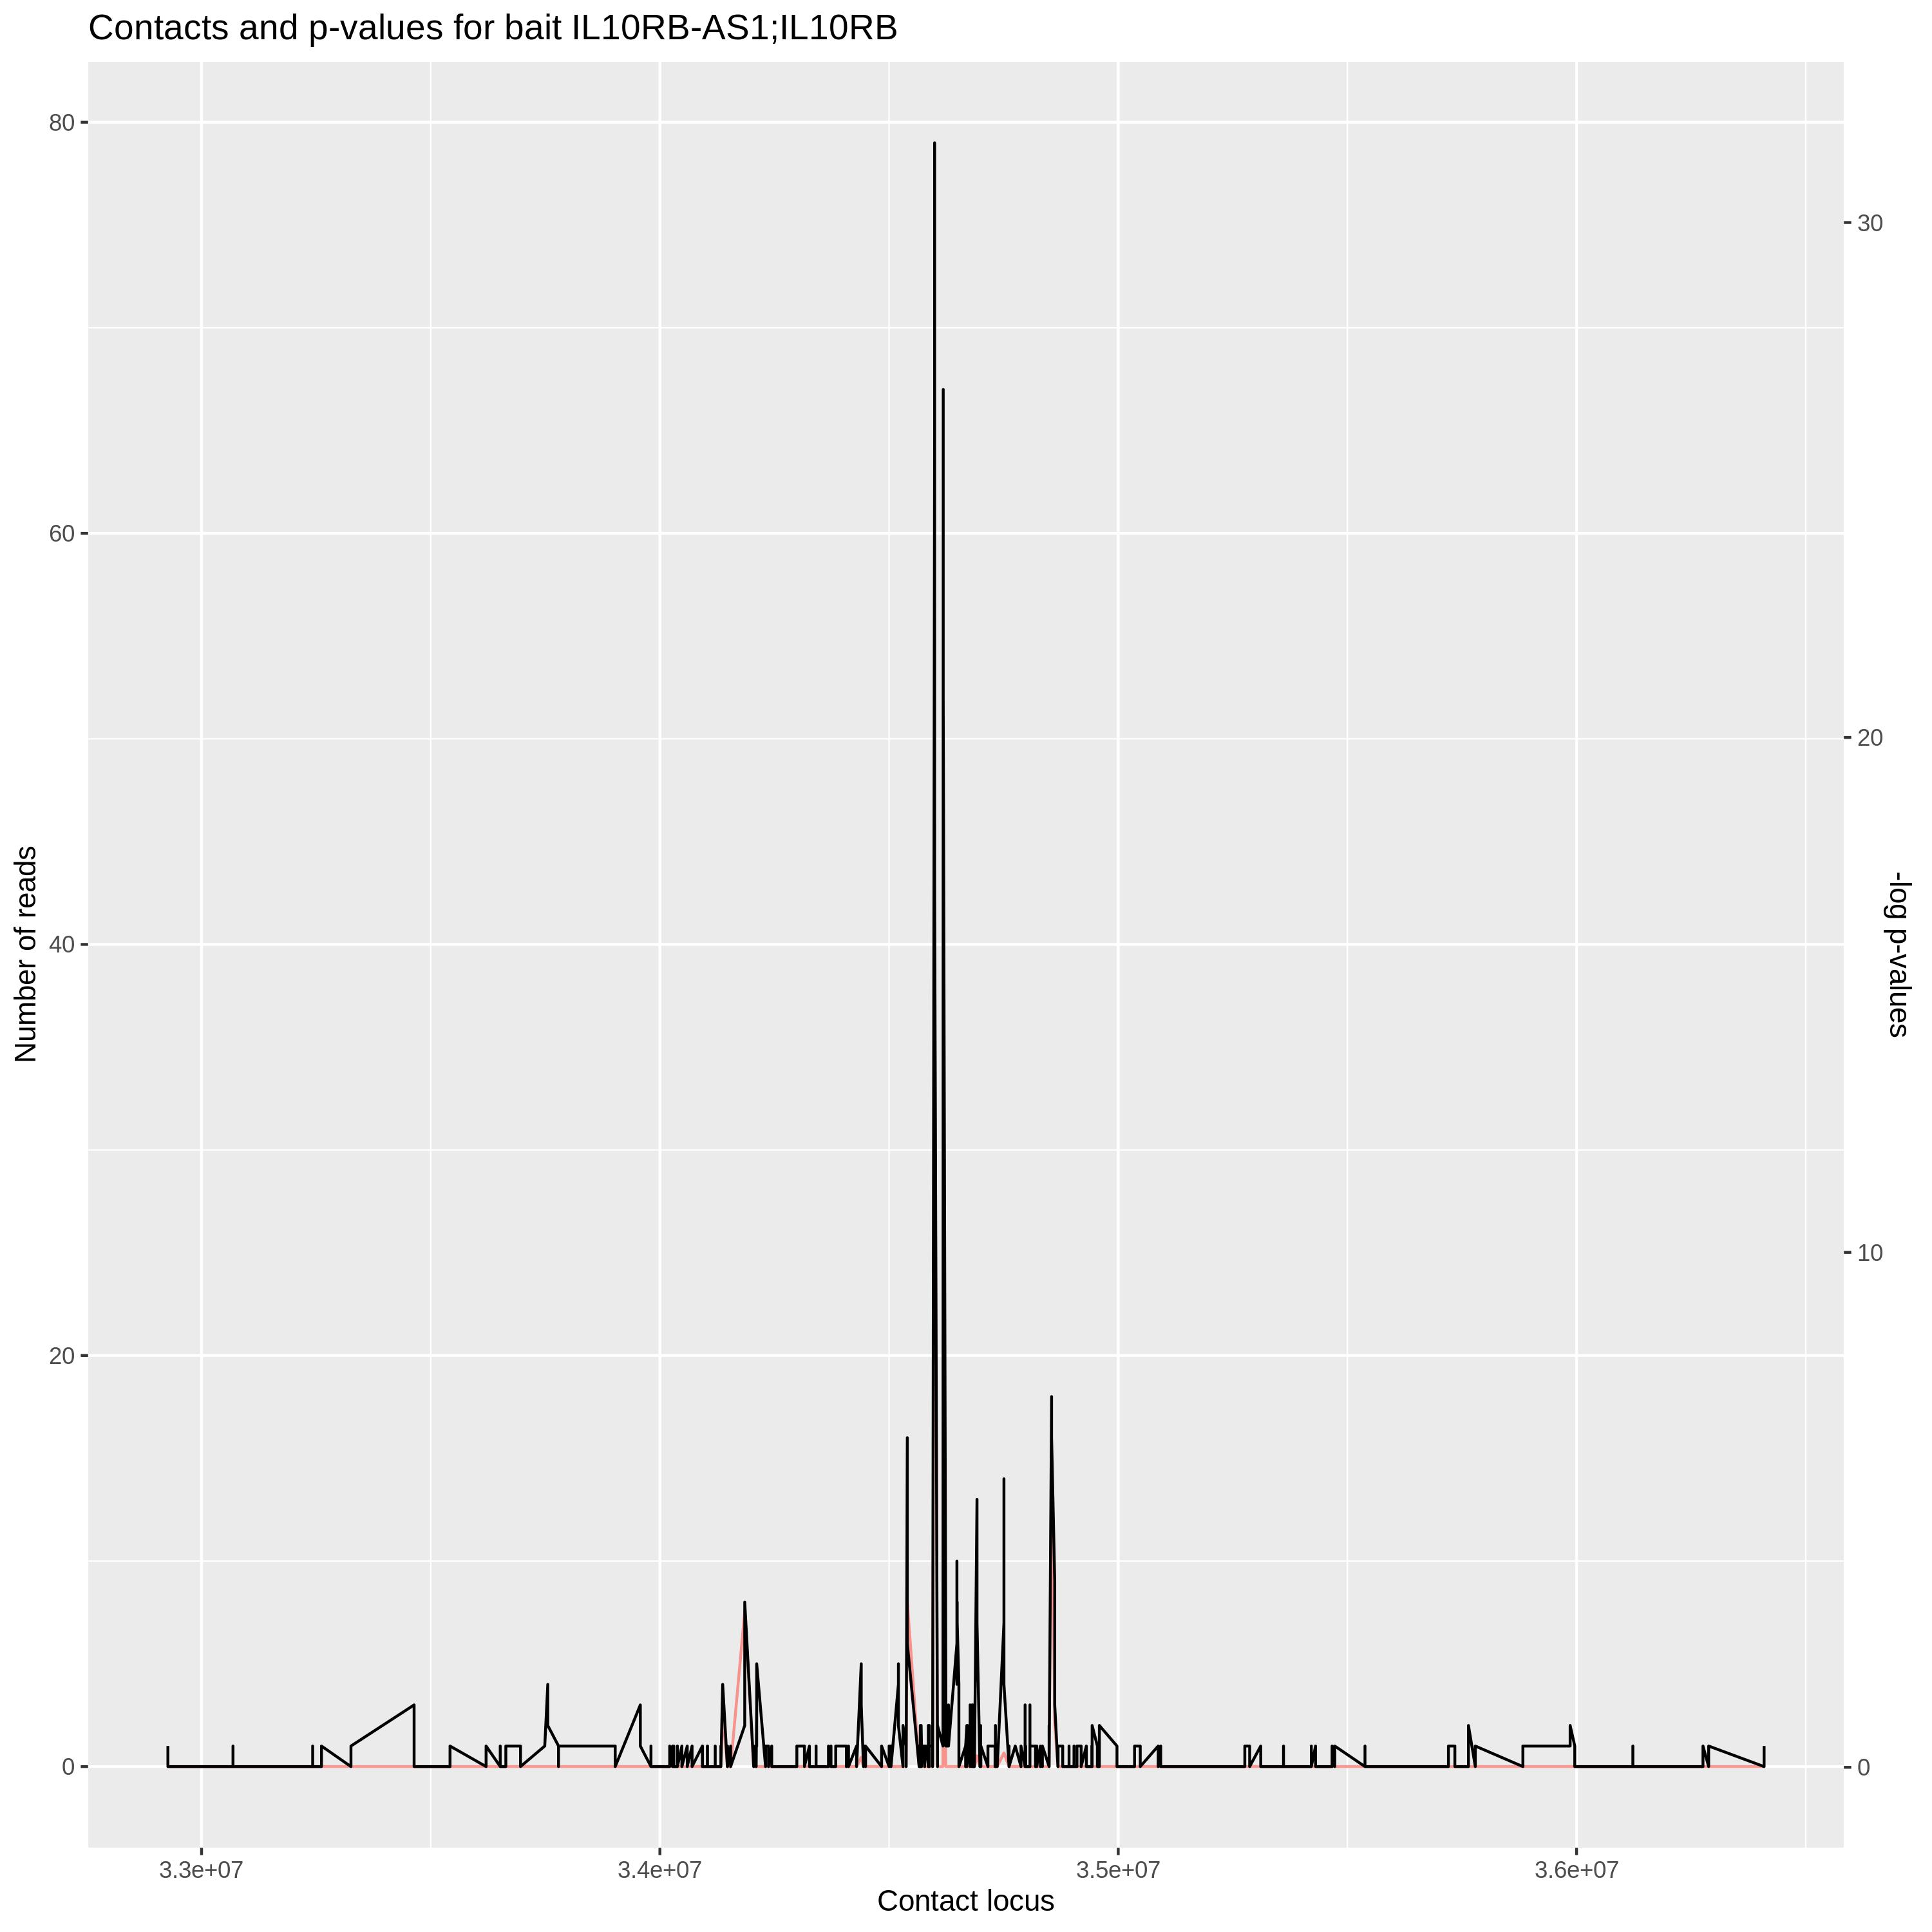 Contacts and p-values for bait IL10RB-AS1;IL10RB
80
60
40
20
0
Number of reads
30
20
10
0
-log p-values
3.3e+07
3.4e+07
3.5e+07
3.6e+07
Contact locus